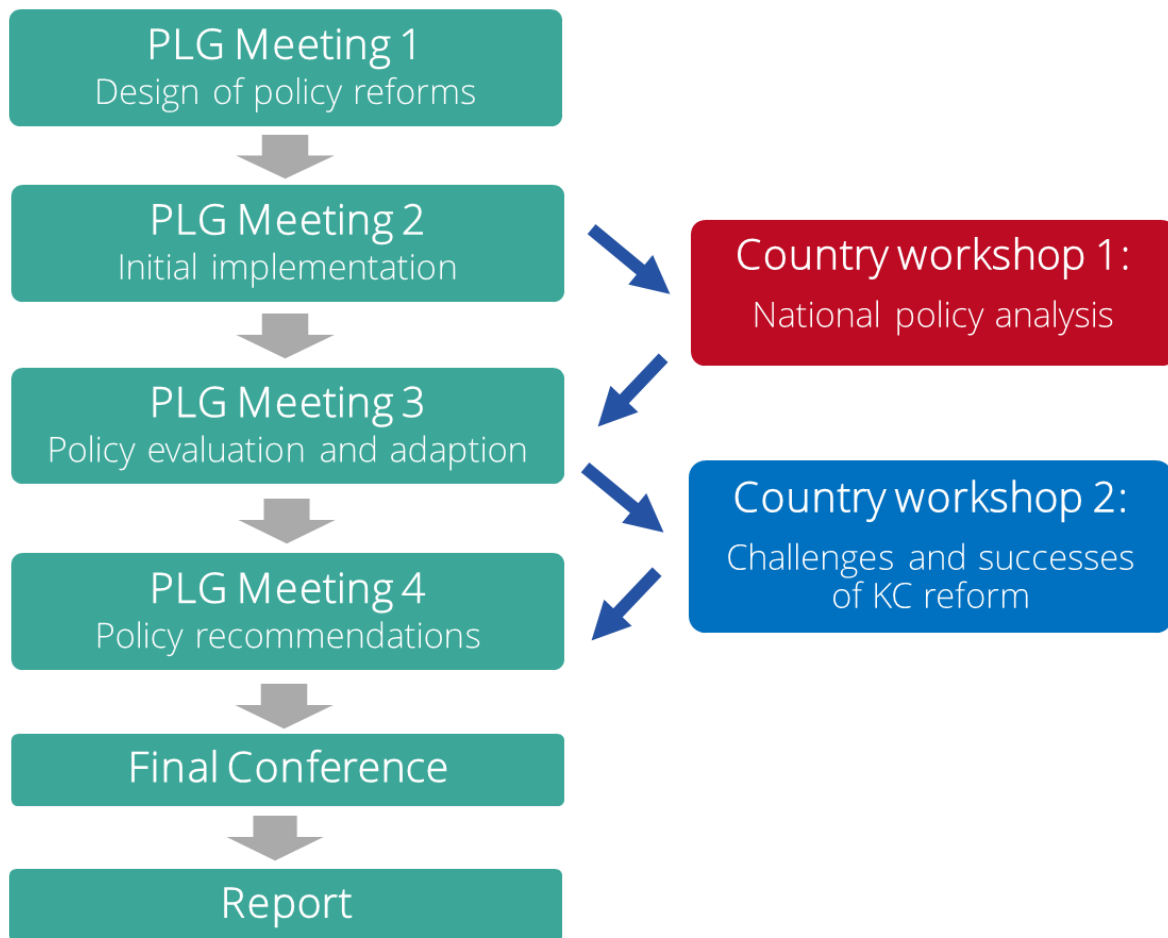 PLG Meeting 1
Design of policy reforms
PLG Meeting 2
Initial implementation
Country workshop 1:
National policy analysis
PLG Meeting 3
Policy evaluation and adaption
Country workshop 2:
Challenges and successes
of KC reform
PLG Meeting 4
Policy recommendations
Final Conference
Report